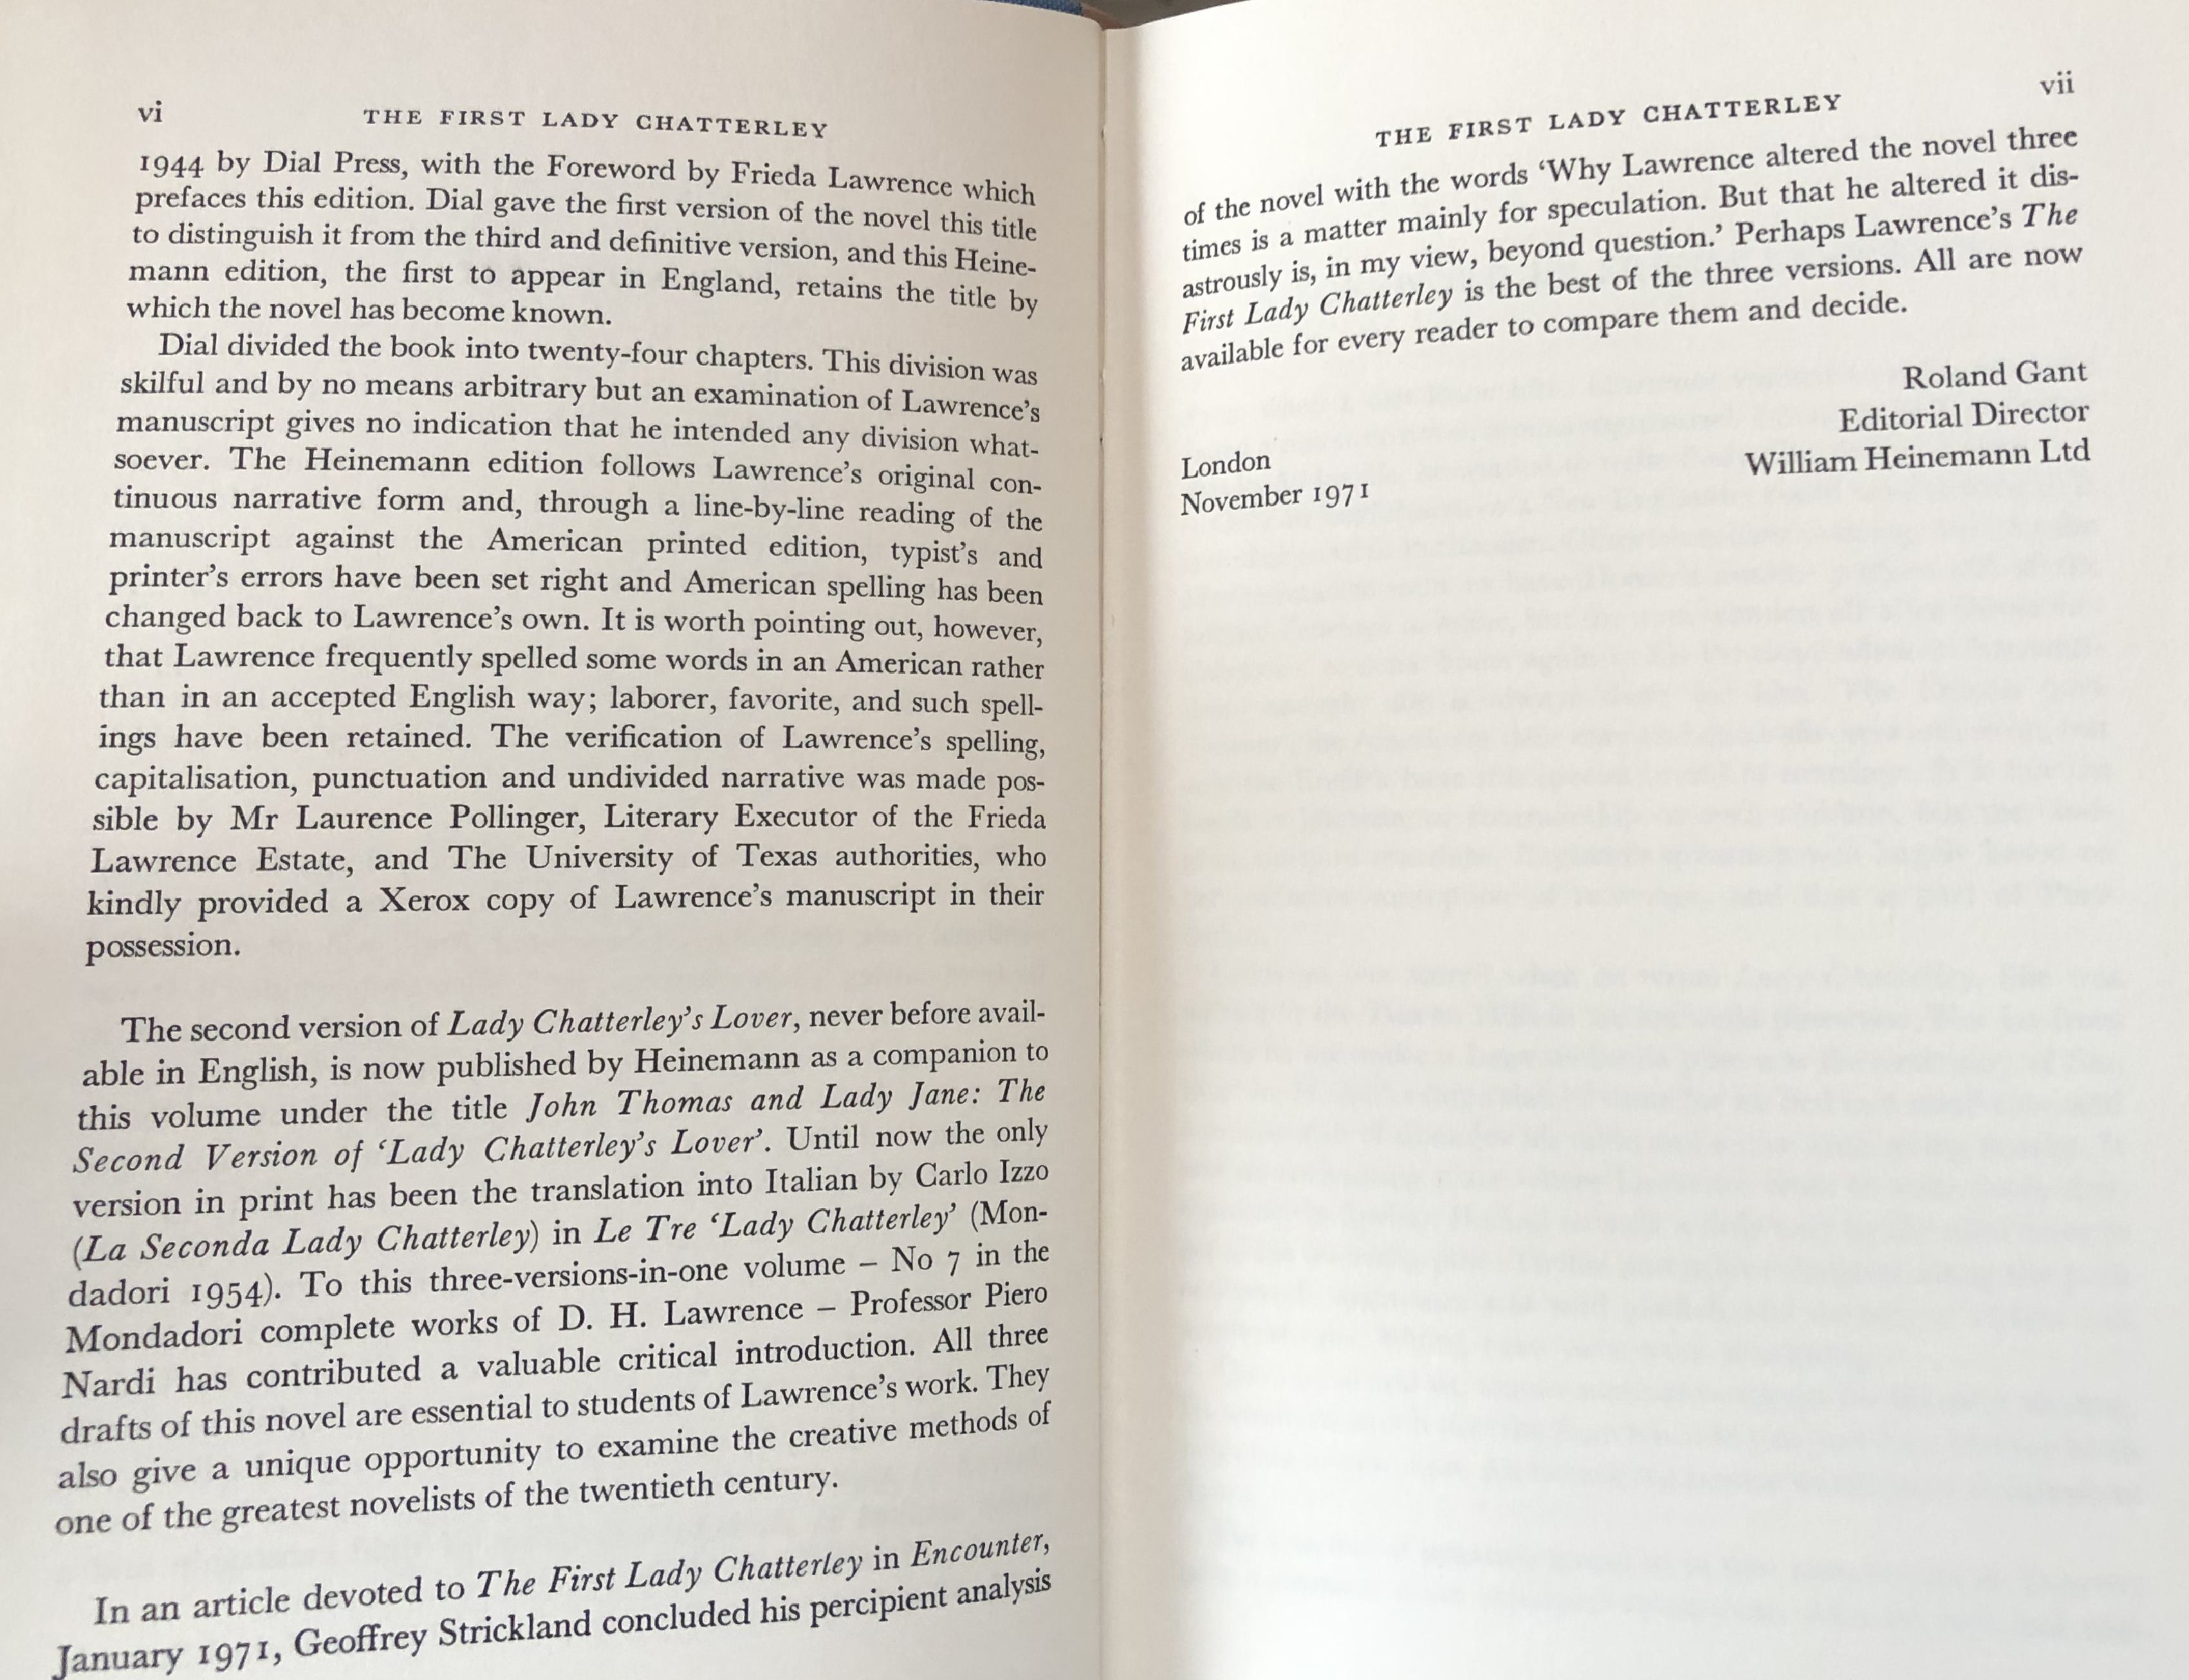 vi
THE FIRST LADY CHATTERLEY
1944 by Dial Press, with the Foreword by Frieda Lawrence which
prefaces this edition. Dial gave the first version of the novel this title
to distinguish it from the third and definitive version, and this Heine-
mann edition, the first to appear in England, retains the title by
which the novel has become known.
Dial divided the book into twenty-four chapters. This division was
skilful and by no means arbitrary but an examination of Lawrence's
manuscript gives no indication that he intended any division what-
soever. The Heinemann edition follows Lawrence's original con-
tinuous narrative form and, through a line-by-line reading of the
manuscript against the American printed edition, typist's and
printer's errors have been set right and American spelling has been
changed back to Lawrence's own. It is worth pointing out, however,
that Lawrence frequently spelled some words in an American rather
than in an accepted English way; laborer, favorite, and such spell-
ings have been retained. The verification of Lawrence's spelling,
capitalisation, punctuation and undivided narrative was made pos-
sible by Mr Laurence Pollinger, Literary Executor of the Frieda
Lawrence Estate, and The University of Texas authorities, who
kindly provided a Xerox copy of Lawrence's manuscript in their
possession.
The second version of Lady Chatterley's Lover, never before avail-
able in English, is now published by Heinemann as a companion to
this volume under the title John Thomas and Lady Jane: The
Second Version of 'Lady Chatterley's Lover'. Until now the only
version in print has been the translation into Italian by Carlo Izzo
(La Seconda Lady Chatterley) in Le Tre 'Lady Chatterley' (Mon-
dadori 1954). To this three-versions-in-one volume – No 7 in the
Mondadori complete works of D. H. Lawrence – Professor Piero
Nardi has contributed a valuable critical introduction. All three
drafts of this novel are essential to students of Lawrence's work. They
also give a unique opportunity to examine the creative methods of
one of the greatest novelists of the twentieth century.
In an article devoted to The First Lady Chatterley in Encounter,
January 1971, Geoffrey Strickland concluded his percipient analysis
THE FIRST LADY CHATTERLEY
vii
of the novel with the words 'Why Lawrence altered the novel three
times is a matter mainly for speculation. But that he altered it dis-
astrously is, in my view, beyond question.' Perhaps Lawrence's The
First Lady Chatterley is the best of the three versions. All are now
available for every reader to compare them and decide.
Roland Gant
Editorial Director
William Heinemann Ltd
London
November 1971